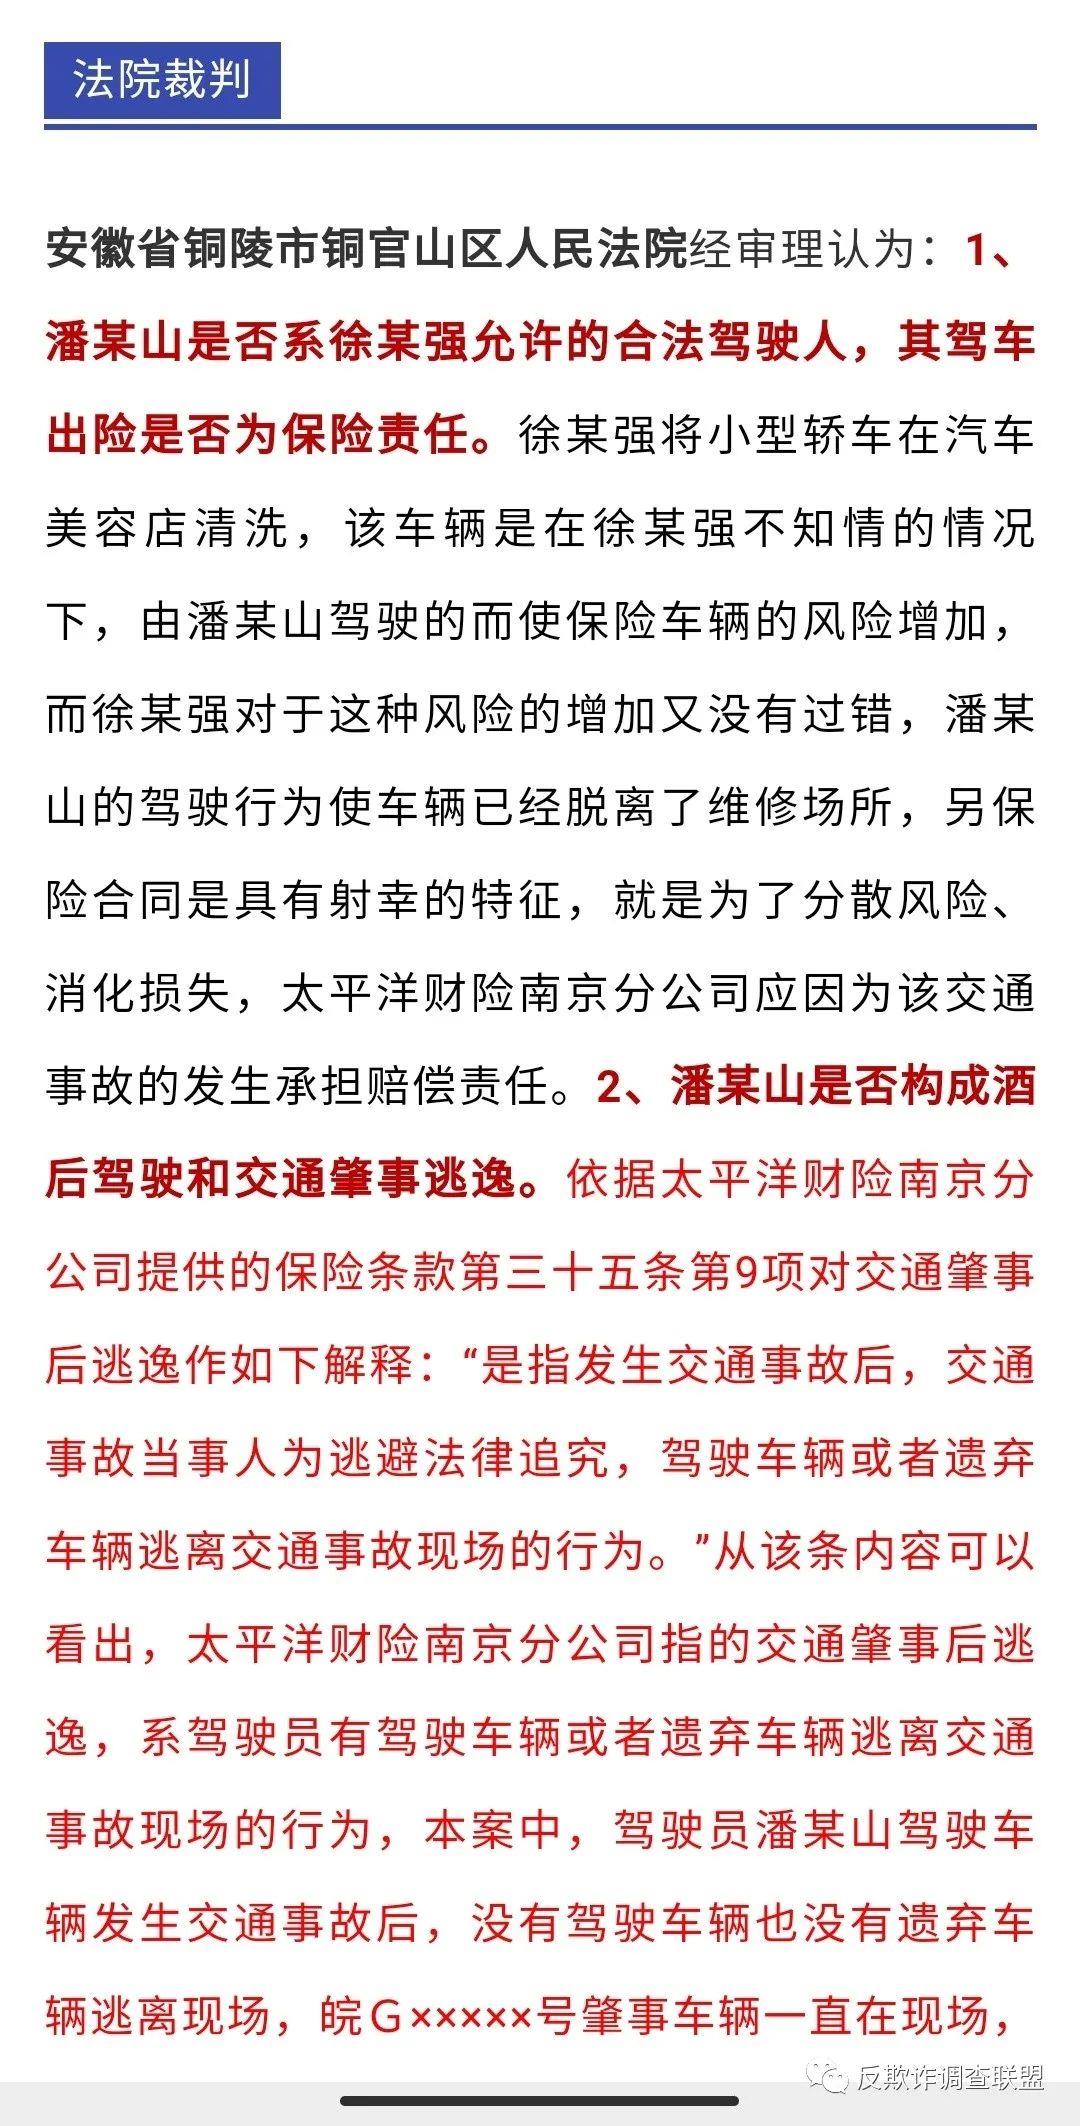 法院裁判
安徽省铜陵市铜官山区人民法院经审理认为：1、
潘某山是否系徐某强允许的合法驾驶人，其驾车
出险是否为保险责任。徐某强将小型轿车在汽车
美容店清洗，该车辆是在徐某强不知情的情况
下，由潘某山驾驶的而使保险车辆的风险增加，
而徐某强对于这种风险的增加又没有过错，潘某
山的驾驶行为使车辆已经脱离了维修场所，另保
险合同是具有射幸的特征，就是为了分散风险、
消化损失，太平洋财险南京分公司应因为该交通
事故的发生承担赔偿责任。2、潘某山是否构成酒
后驾驶和交通肇事逃逸。依据太平洋财险南京分
公司提供的保险条款第三十五条第9项对交通肇事
后逃逸作如下解释：“是指发生交通事故后，交通
事故当事人为逃避法律追究，驾驶车辆或者遗弃
车辆逃离交通事故现场的行为。”从该条内容可以
看出，太平洋财险南京分公司指的交通肇事后逃
逸，系驾驶员有驾驶车辆或者遗弃车辆逃离交通
事故现场的行为，本案中，驾驶员潘某山驾驶车
辆发生交通事故后，没有驾驶车辆也没有遗弃车
辆逃离现场，皖G×××××号肇事车辆一直在现场，
反欺诈调查联盟